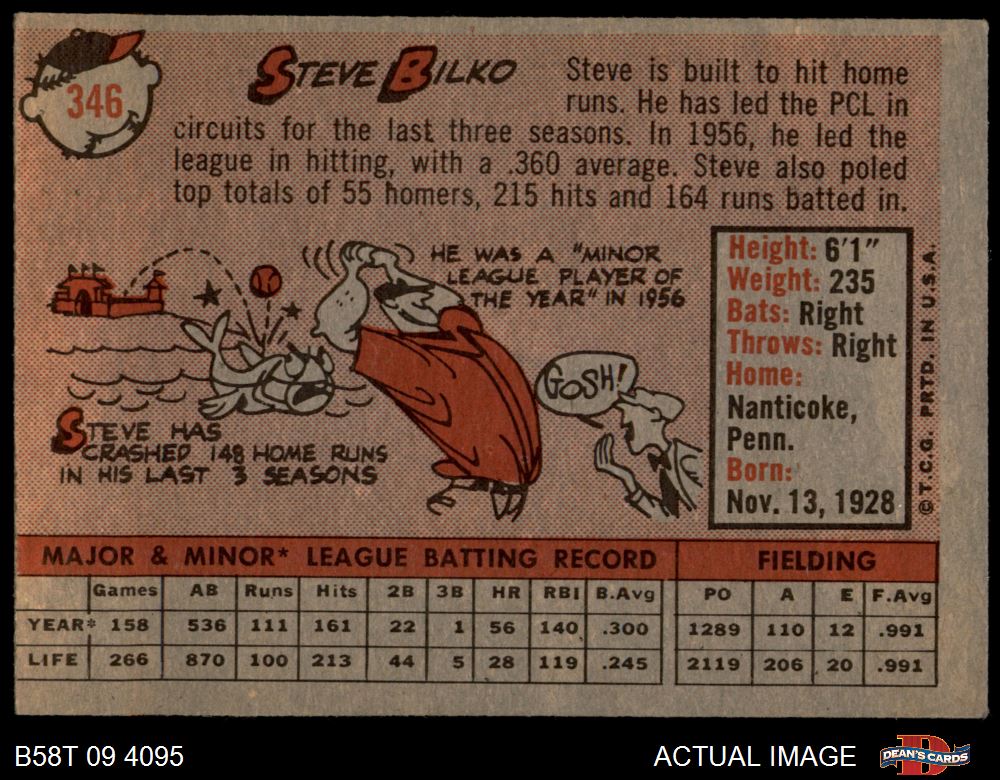 346
STEVE BILKO
Steve is built to hit home
runs. He has led the PCL in
circuits for the last three seasons. In 1956, he led the
league in hitting, with a .360 average. Steve also poled
top totals of 55 homers, 215 hits and 164 runs batted in.
HE WAS A "MINOR
LEAGUE PLAYER OF
THE YEAR" IN 1956
GOSH!
STEVE HAS
CRASHED 148 HOME RUNS
IN HIS LAST 3 SEASONS
Height: 6'1"
Weight: 235
Bats: Right
Throws: Right
Home:
Nanticoke,
Penn.
Born:
Nov. 13, 1928
© T.C.G. PRTD. IN U.S.A.
MAJOR & MINOR* LEAGUE BATTING RECORD FIELDING
Games AB Runs Hits 2B 3B HR RBI B.Avg PO A E F.Avg
YEAR* 158 536 111 161 22 1 56 140 .300 1289 110 12 .991
LIFE 266 870 100 213 44 5 28 119 .245 2119 206 20 .991
B58T 09 4095
ACTUAL IMAGE
DEAN'S CARDS